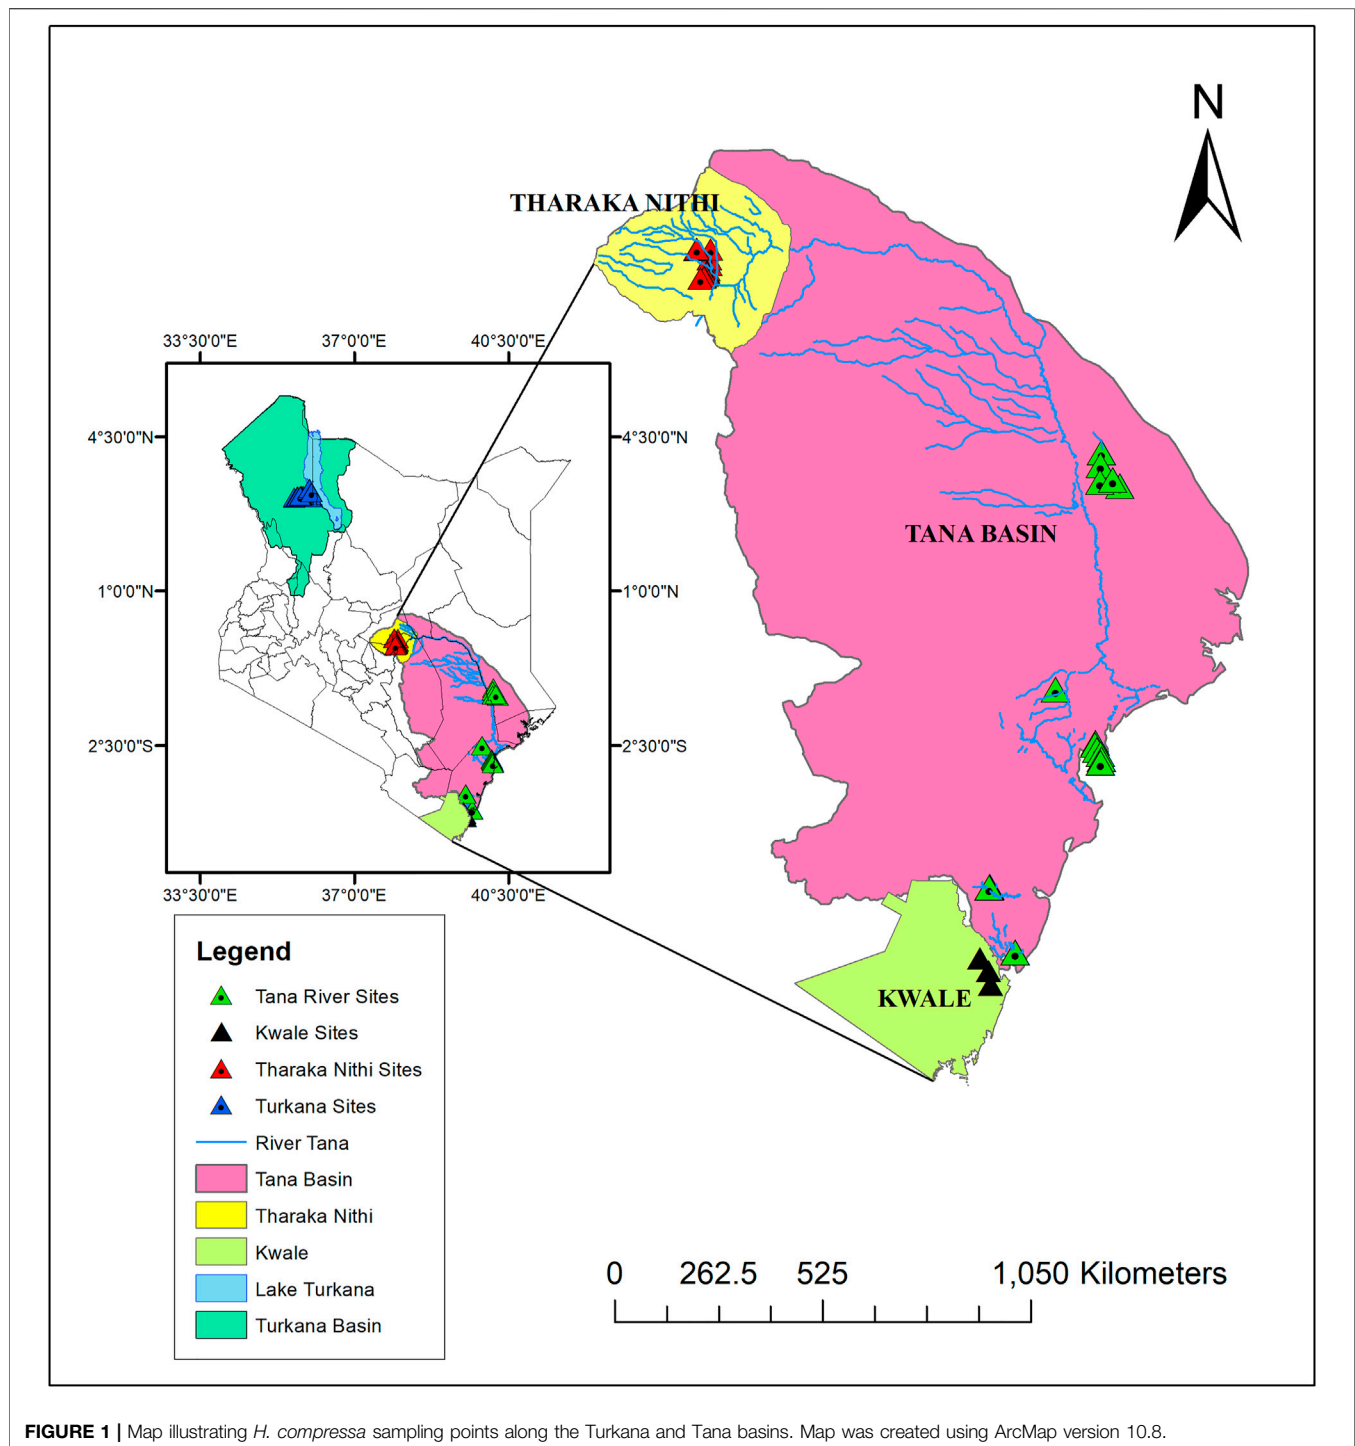 N
THARAKA NITHI
33°30'0"E 37°0'0"E 40°30'0"E
4°30'0"N 4°30'0"N
TANA BASIN
1°0'0"N 1°0'0"N
2°30'0"S 2°30'0"S
33°30'0"E 37°0'0"E 40°30'0"E
KWALE
Legend
Tana River Sites
Kwale Sites
Tharaka Nithi Sites
Turkana Sites
River Tana
Tana Basin
Tharaka Nithi
Kwale
Lake Turkana
Turkana Basin
0 262.5 525 1,050 Kilometers
FIGURE 1 | Map illustrating H. compressa sampling points along the Turkana and Tana basins. Map was created using ArcMap version 10.8.